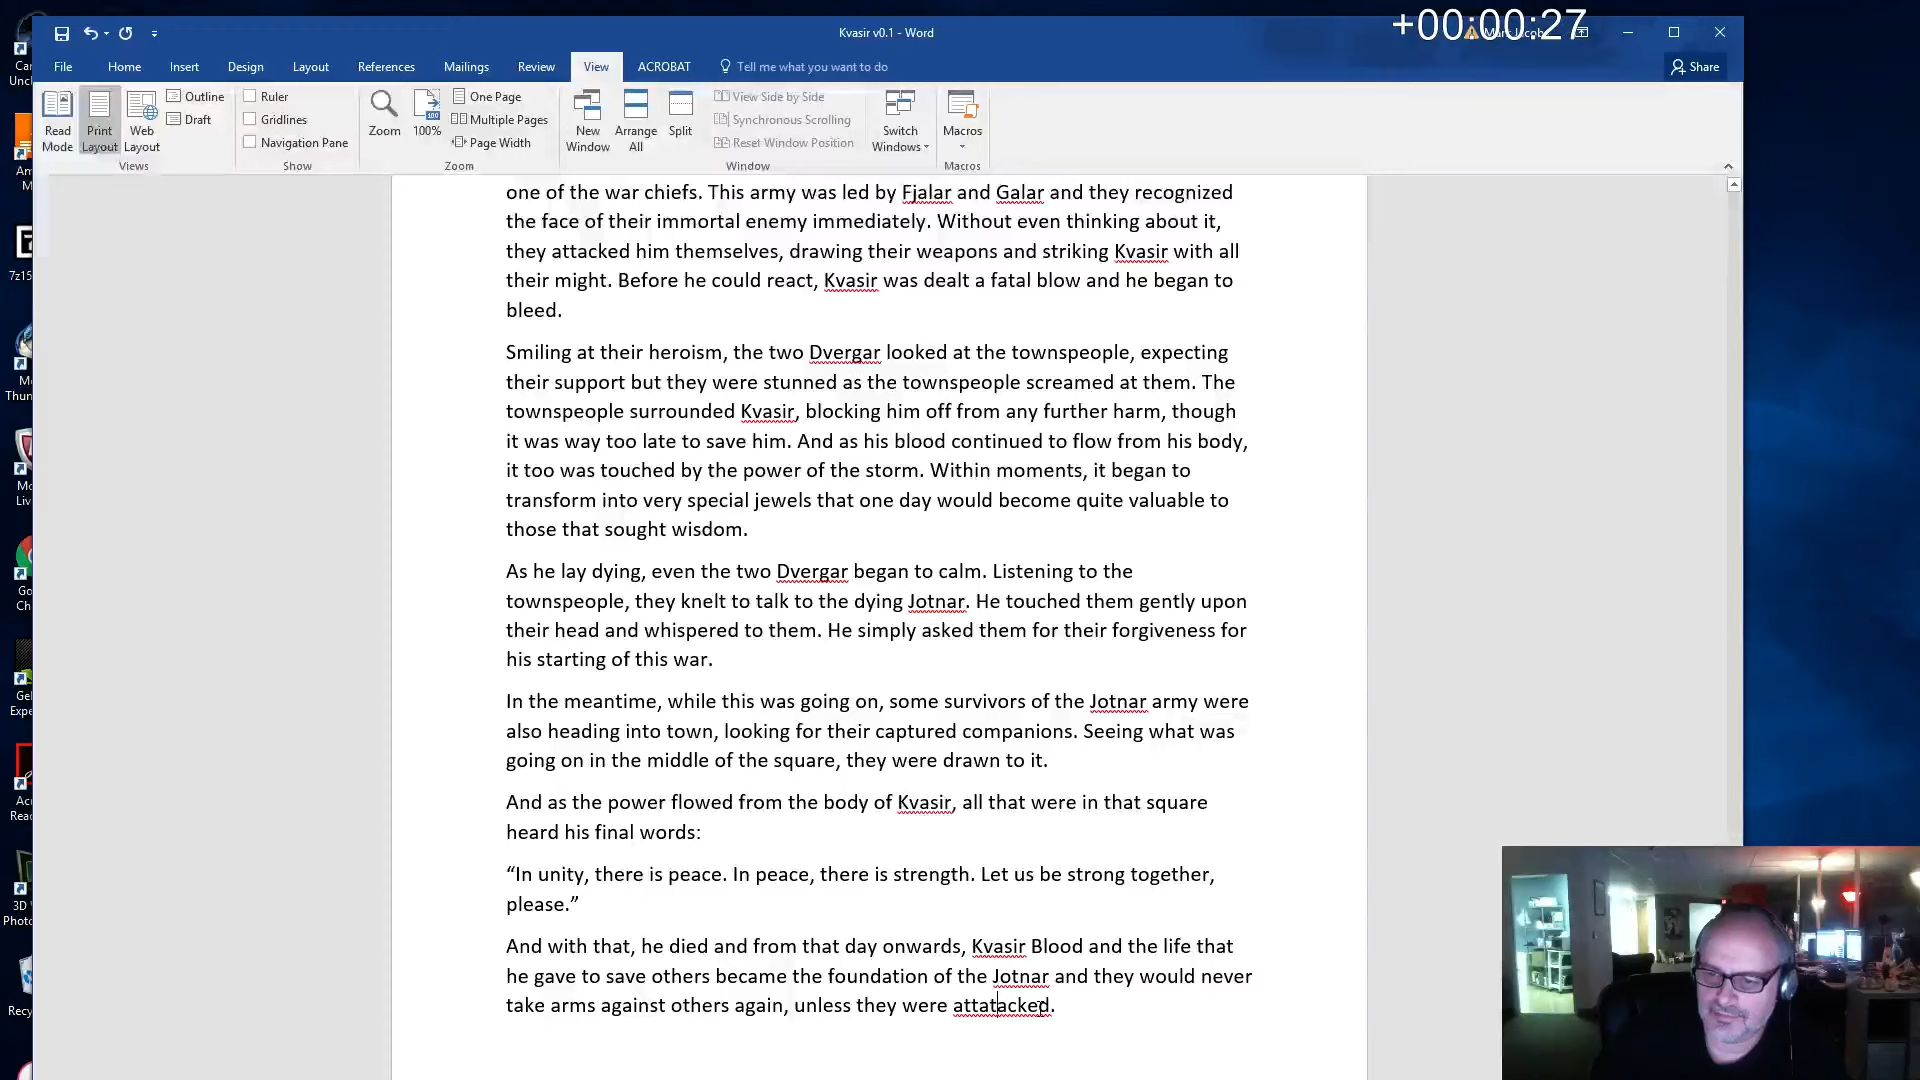 +00:00:27
Kvasir v0.1 - Word
File Home Insert Design Layout References Mailings Review View ACROBAT Tell me what you want to do Share
Read Mode
Print Layout
Web Layout
Outline
Draft
Views
Ruler
Gridlines
Navigation Pane
Show
Zoom
100%
One Page
Multiple Pages
Page Width
Zoom
New Window
Arrange All
Split
View Side by Side
Synchronous Scrolling
Reset Window Position
Window
Switch Windows
Macros
Macros
one of the war chiefs. This army was led by Fjalar and Galar and they recognized
the face of their immortal enemy immediately. Without even thinking about it,
they attacked him themselves, drawing their weapons and striking Kvasir with all
their might. Before he could react, Kvasir was dealt a fatal blow and he began to
bleed.
Smiling at their heroism, the two Dvergar looked at the townspeople, expecting
their support but they were stunned as the townspeople screamed at them. The
townspeople surrounded Kvasir, blocking him off from any further harm, though
it was way too late to save him. And as his blood continued to flow from his body,
it too was touched by the power of the storm. Within moments, it began to
transform into very special jewels that one day would become quite valuable to
those that sought wisdom.
As he lay dying, even the two Dvergar began to calm. Listening to the
townspeople, they knelt to talk to the dying Jotnar. He touched them gently upon
their head and whispered to them. He simply asked them for their forgiveness for
his starting of this war.
In the meantime, while this was going on, some survivors of the Jotnar army were
also heading into town, looking for their captured companions. Seeing what was
going on in the middle of the square, they were drawn to it.
And as the power flowed from the body of Kvasir, all that were in that square
heard his final words:
“In unity, there is peace. In peace, there is strength. Let us be strong together,
please.”
And with that, he died and from that day onwards, Kvasir Blood and the life that
he gave to save others became the foundation of the Jotnar and they would never
take arms against others again, unless they were attatacked.